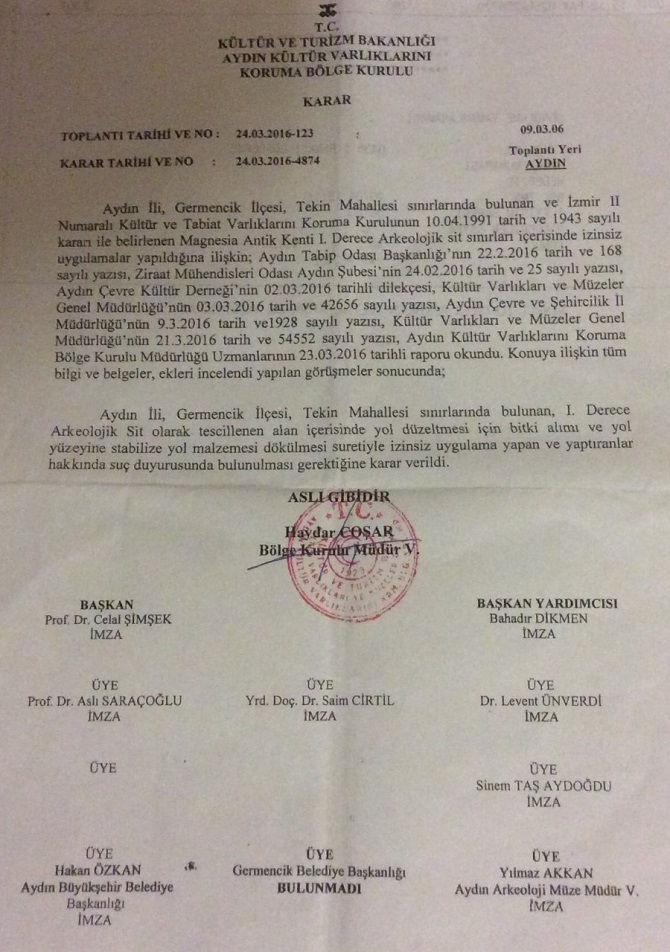 T.C.
KÜLTÜR VE TURİZM BAKANLIĞI
AYDIN KÜLTÜR VARLIKLARINI
KORUMA BÖLGE KURULU
KARAR
TOPLANTI TARİHİ VE NO : 24.03.2016-123 : 09.03.06
KARAR TARİHİ VE NO : 24.03.2016-4874 Toplantı Yeri
AYDIN
Aydın İli, Germencik İlçesi, Tekin Mahallesi sınırlarında bulunan ve İzmir II
Numaralı Kültür ve Tabiat Varlıklarını Koruma Kurulunun 10.04.1991 tarih ve 1943 sayılı
kararı ile belirlenen Magnesia Antik Kenti I. Derece Arkeolojik sit sınırları içerisinde izinsiz
uygulamalar yapıldığına ilişkin; Aydın Tabip Odası Başkanlığı'nın 22.2.2016 tarih ve 168
sayılı yazısı, Ziraat Mühendisleri Odası Aydın Şubesi'nin 24.02.2016 tarih ve 25 sayılı yazısı,
Aydın Çevre Kültür Derneği'nin 02.03.2016 tarihli dilekçesi, Kültür Varlıkları ve Müzeler
Genel Müdürlüğü'nün 03.03.2016 tarih ve 42656 sayılı yazısı, Aydın Çevre ve Şehircilik İl
Müdürlüğü'nün 9.3.2016 tarih ve1928 sayılı yazısı, Kültür Varlıkları ve Müzeler Genel
Müdürlüğü'nün 21.3.2016 tarih ve 54552 sayılı yazısı, Aydın Kültür Varlıklarını Koruma
Bölge Kurulu Müdürlüğü Uzmanlarının 23.03.2016 tarihli raporu okundu. Konuya ilişkin tüm
bilgi ve belgeler, ekleri incelendi yapılan görüşmeler sonucunda;
Aydın İli, Germencik İlçesi, Tekin Mahallesi sınırlarında bulunan, I. Derece
Arkeolojik Sit olarak tescillenen alan içerisinde yol düzeltmesi için bitki alımı ve yol
yüzeyine stabilize yol malzemesi dökülmesi suretiyle izinsiz uygulama yapan ve yaptıranlar
hakkında suç duyurusunda bulunulması gerektiğine karar verildi.
ASLI GİBİDİR
T.C.
Haydar COŞAR
Bölge Kurulu Müdür V.
1923
BAŞKAN BAŞKAN YARDIMCISI
Prof. Dr. Celal ŞİMŞEK Bahadır DİKMEN
İMZA İMZA
ÜYE ÜYE ÜYE
Prof. Dr. Aslı SARAÇOĞLU Yrd. Doç. Dr. Saim CİRTİL Dr. Levent ÜNVERDİ
İMZA İMZA İMZA
ÜYE ÜYE
Sinem TAŞ AYDOĞDU
İMZA
ÜYE ÜYE ÜYE
Hakan ÖZKAN Germencik Belediye Başkanlığı Yılmaz AKKAN
Aydın Büyükşehir Belediye BULUNMADI Aydın Arkeoloji Müze Müdür V.
Başkanlığı İMZA
İMZA